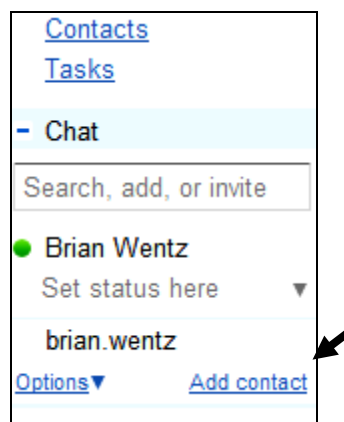 Contacts
Tasks
Chat
Search, add, or invite
Brian Wentz
Set status here
brian.wentz
Options Add contact